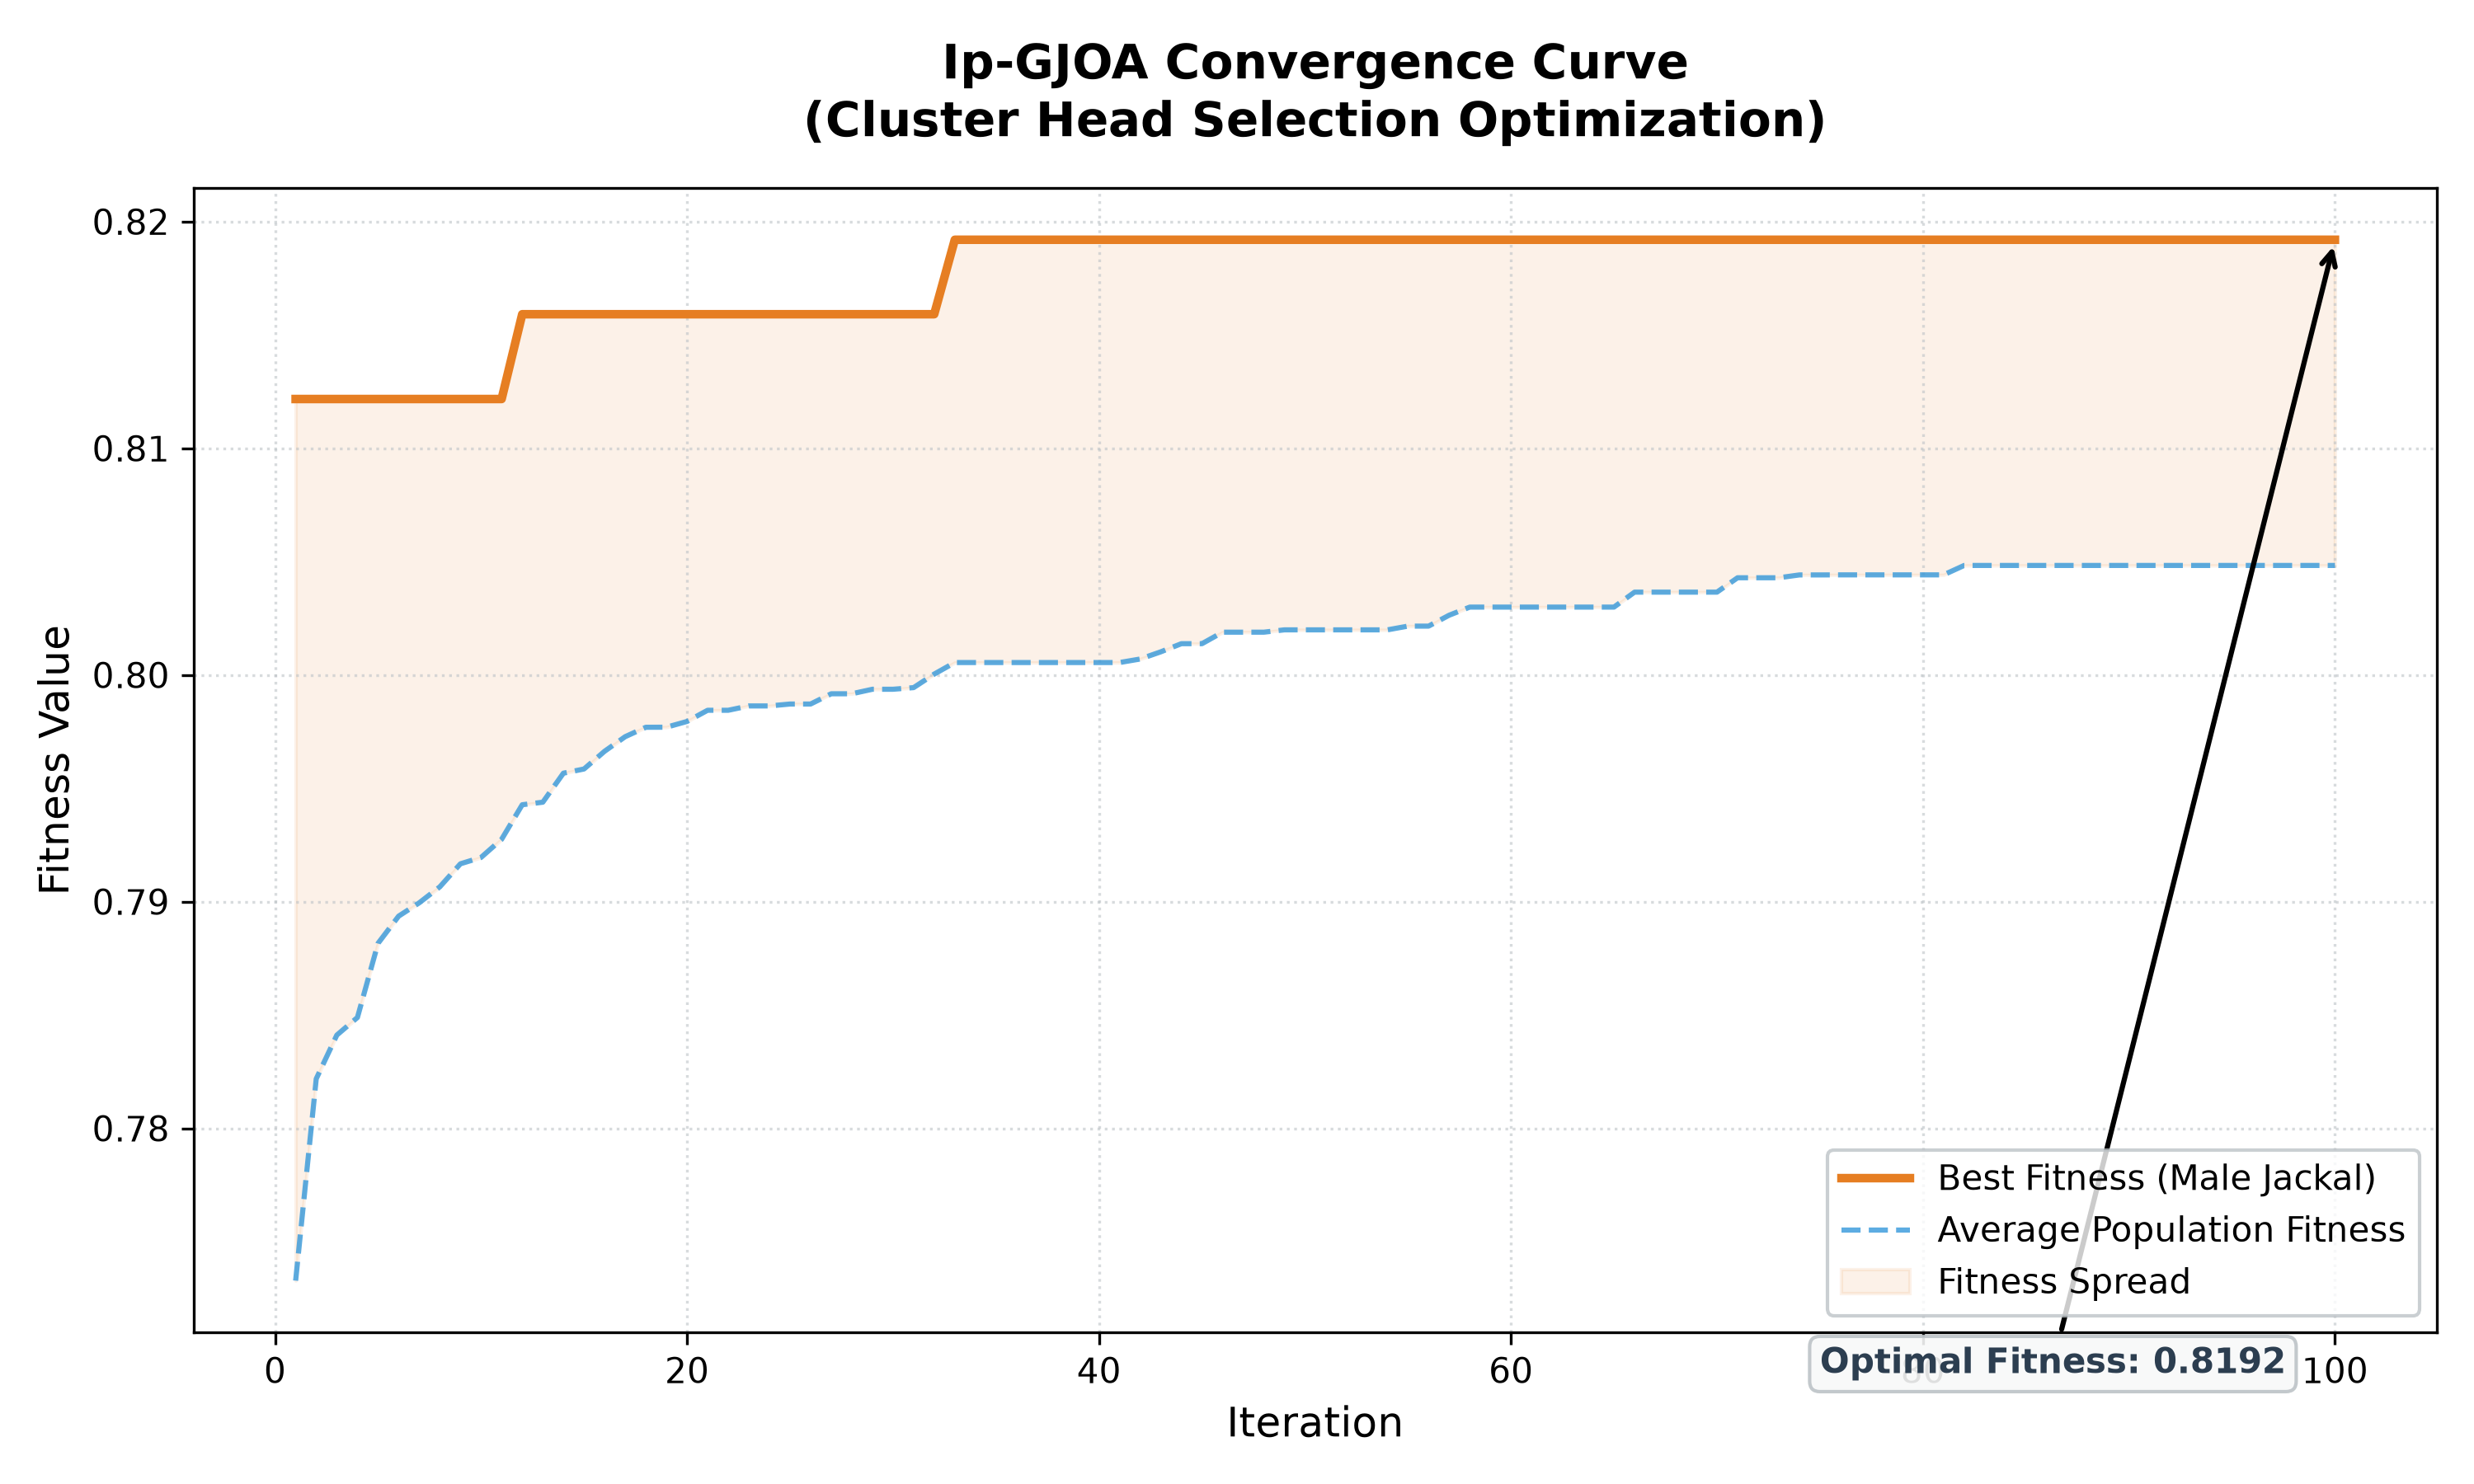 Ip-GJOA Convergence Curve
(Cluster Head Selection Optimization)
Fitness Value
0.82
0.81
0.80
0.79
0.78
Best Fitness (Male Jackal)
Average Population Fitness
Fitness Spread
0 20 40 60 80 100
Optimal Fitness: 0.8192
Iteration